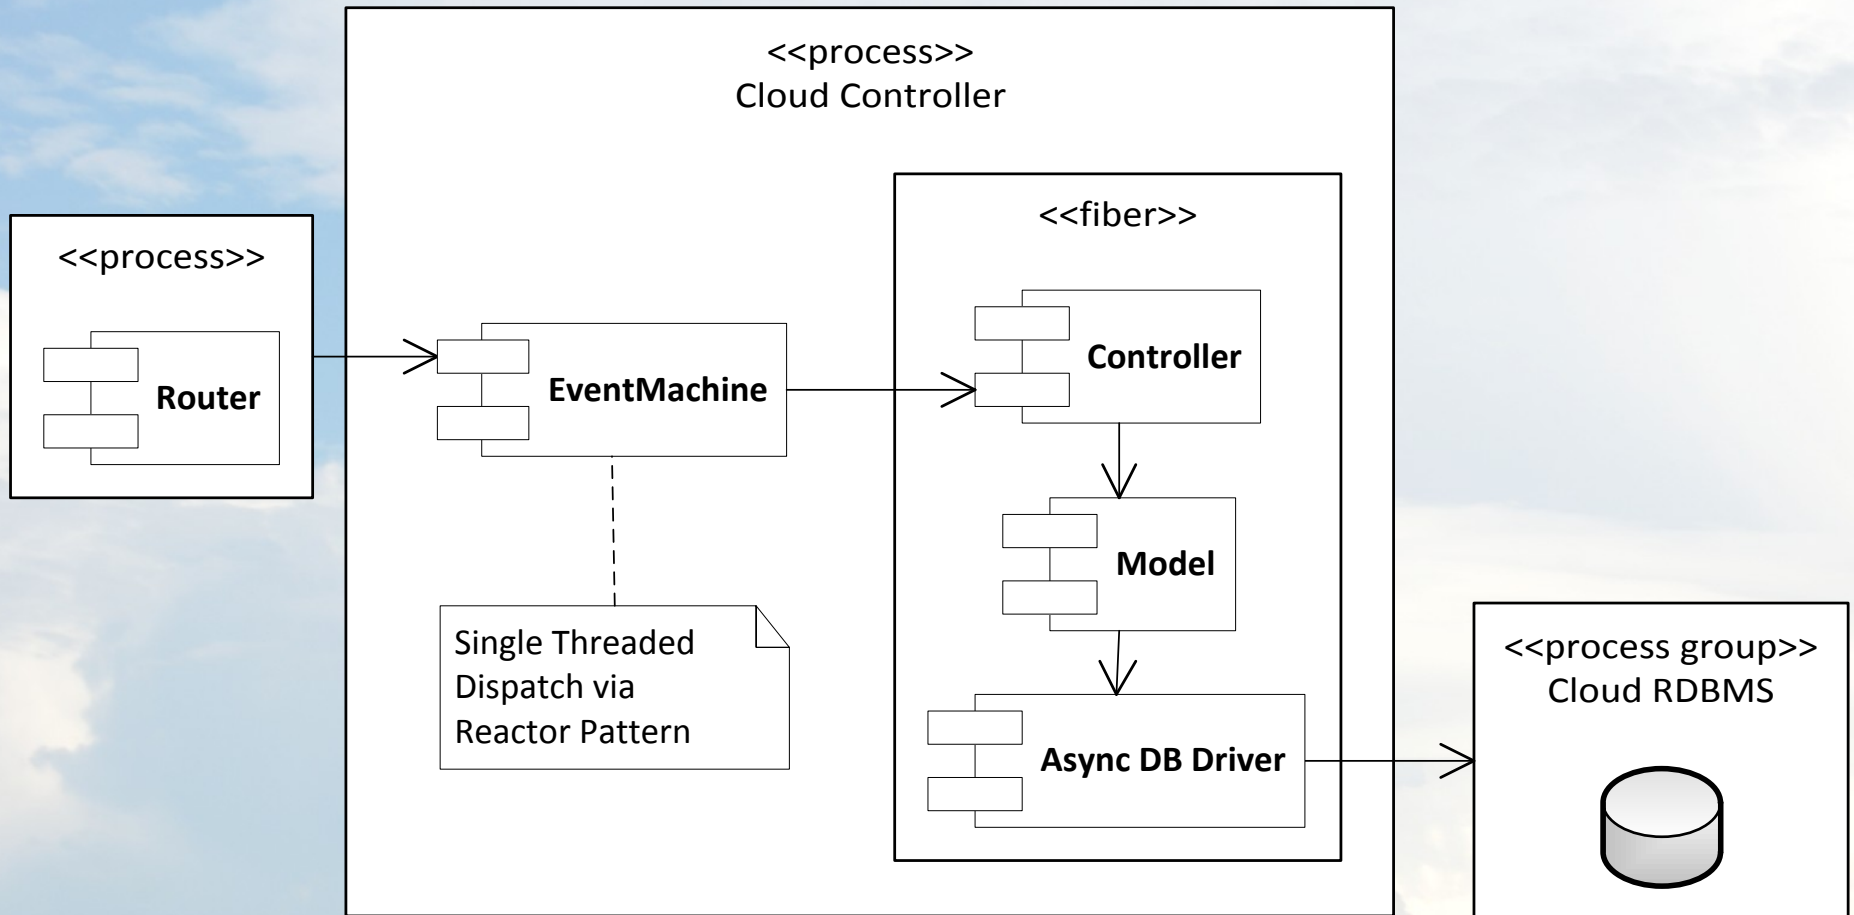 <<process>>
Cloud Controller
<<process>>
Router
EventMachine
Single Threaded
Dispatch via
Reactor Pattern
<<fiber>>
Controller
Model
Async DB Driver
<<process group>>
Cloud RDBMS